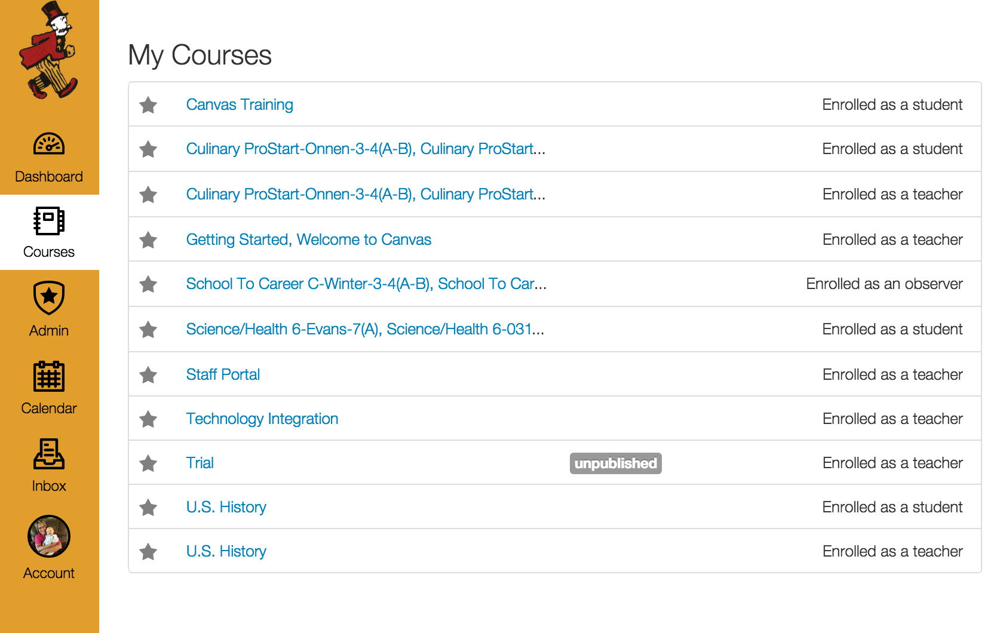 My Courses
Canvas Training Enrolled as a student
Culinary ProStart-Onnen-3-4(A-B), Culinary ProStart... Enrolled as a student
Culinary ProStart-Onnen-3-4(A-B), Culinary ProStart... Enrolled as a teacher
Getting Started, Welcome to Canvas Enrolled as a teacher
School To Career C-Winter-3-4(A-B), School To Car... Enrolled as an observer
Science/Health 6-Evans-7(A), Science/Health 6-031... Enrolled as a student
Staff Portal Enrolled as a teacher
Technology Integration Enrolled as a teacher
Trial unpublished Enrolled as a teacher
U.S. History Enrolled as a student
U.S. History Enrolled as a teacher
Dashboard
Courses
Admin
Calendar
Inbox
Account